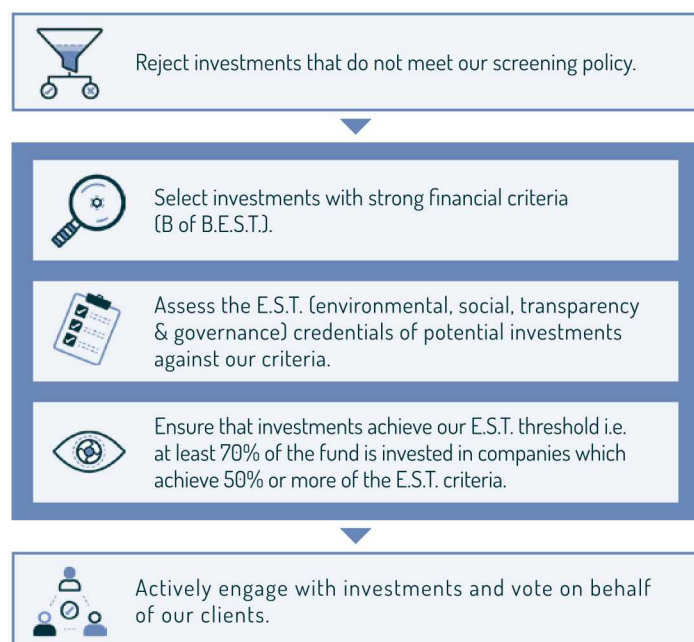 Reject investments that do not meet our screening policy.
Select investments with strong financial criteria
(B of B.E.S.T.).
Assess the E.S.T. (environmental, social, transparency
& governance) credentials of potential investments
against our criteria.
Ensure that investments achieve our E.S.T. threshold i.e.
at least 70% of the fund is invested in companies which
achieve 50% or more of the E.S.T. criteria.
Actively engage with investments and vote on behalf
of our clients.